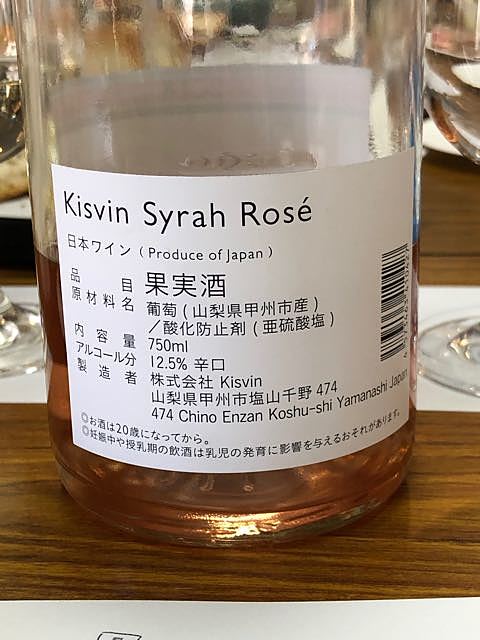 Kisvin Syrah Rosé
日本ワイン ( Produce of Japan )
品目 果実酒
原材料名 葡萄 ( 山梨県甲州市産 )
／酸化防止剤 ( 亜硫酸塩 )
内容量 750ml
アルコール分 12.5% 辛口
製造者 株式会社 Kisvin
山梨県甲州市塩山千野 474
474 Chino Enzan Koshu-shi Yamanashi Japan
◎お酒は20歳になってから。
◎妊娠中や授乳期の飲酒は乳児の発育に影響を与えるおそれがあります。